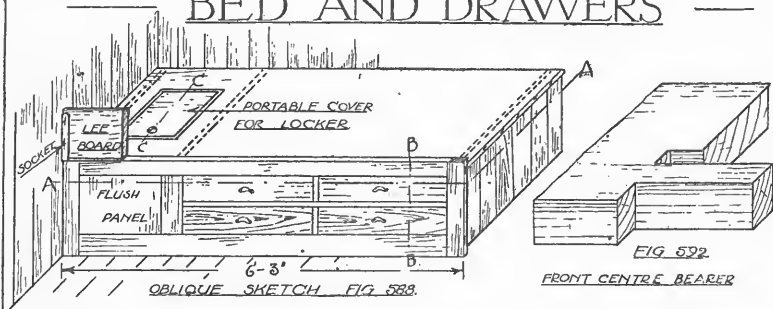 BED AND DRAWERS
A
C
PORTABLE COVER
FOR LOCKER
LEE
BOARD
C
SOCKET
B
A
FLUSH
PANEL
B
6-3"
OBLIQUE SKETCH FIG 588.
FIG 592
FRONT CENTRE BEARER